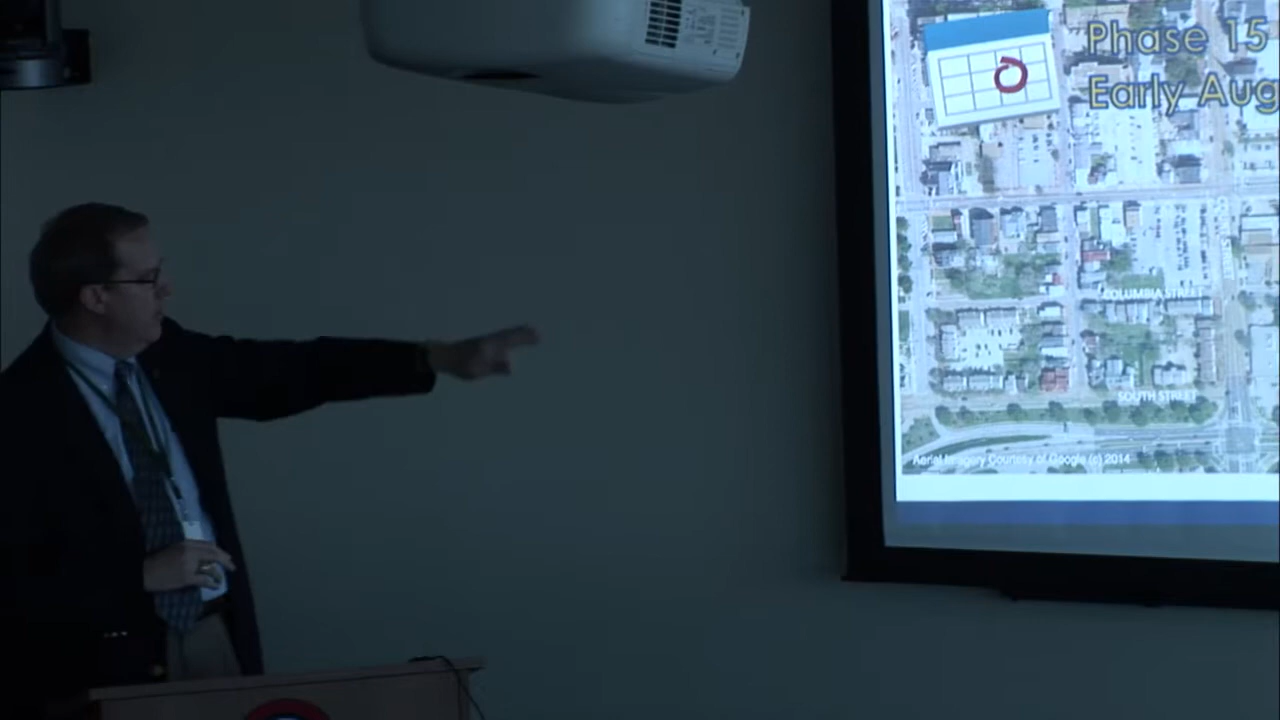 Phase 15
Early Aug
COLUMBIA STREET
SOUTH STREET
Aerial Imagery Courtesy of Google (c) 2014